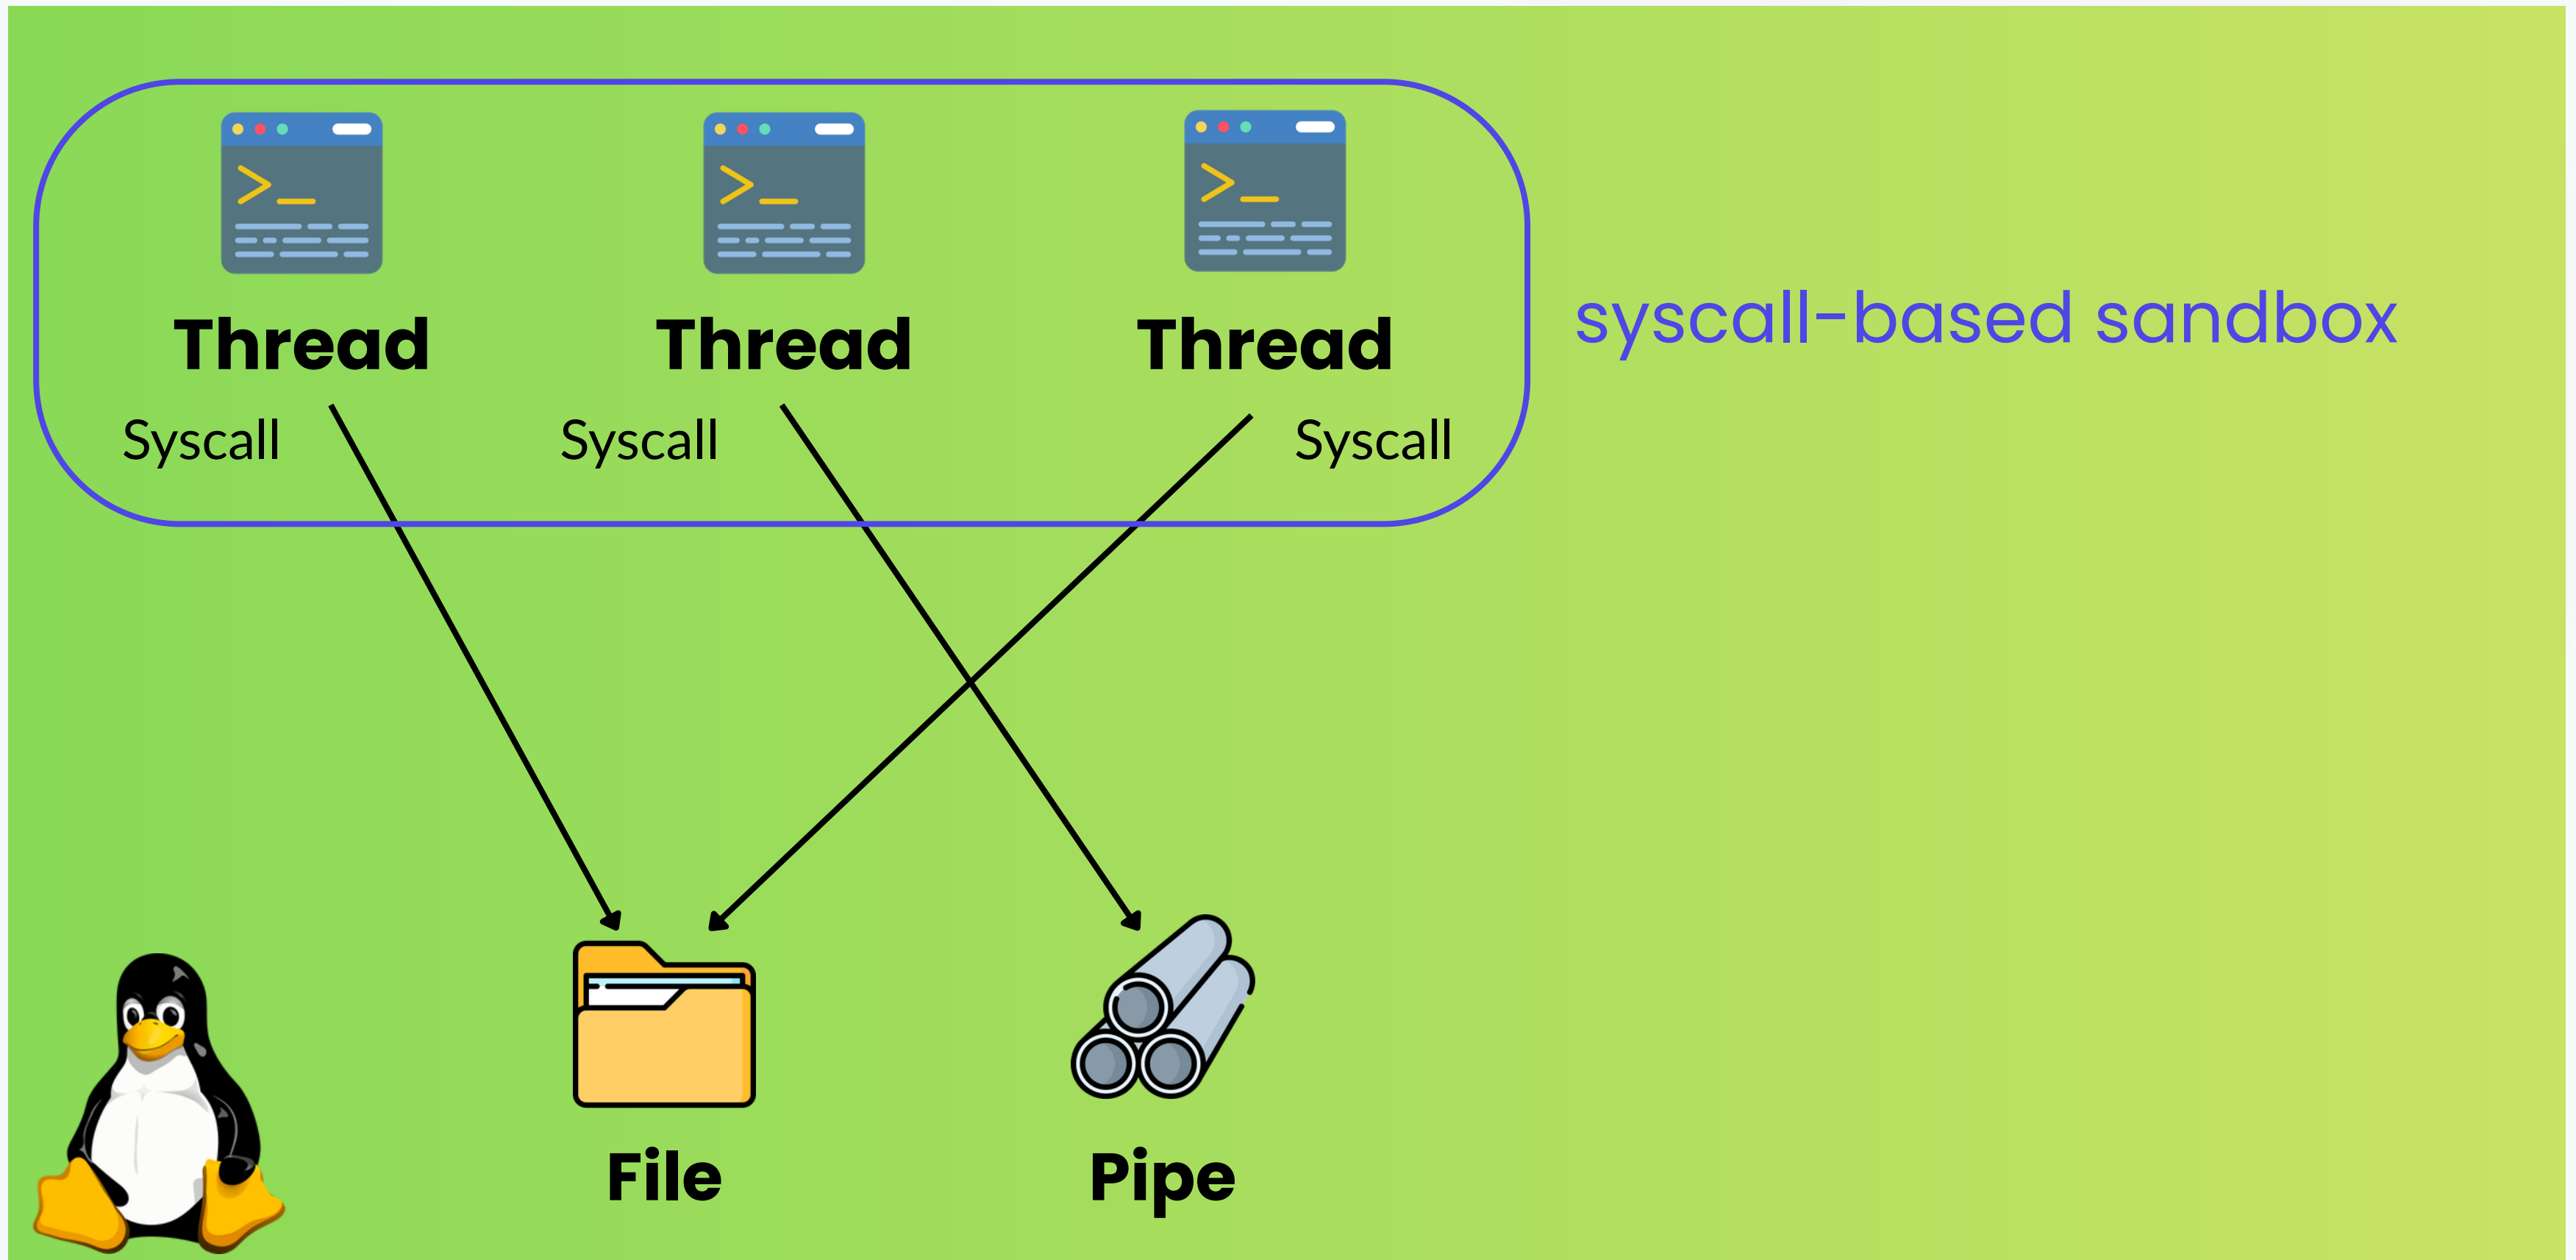 Thread
Thread
Thread
syscall-based sandbox
Syscall
Syscall
Syscall
File
Pipe